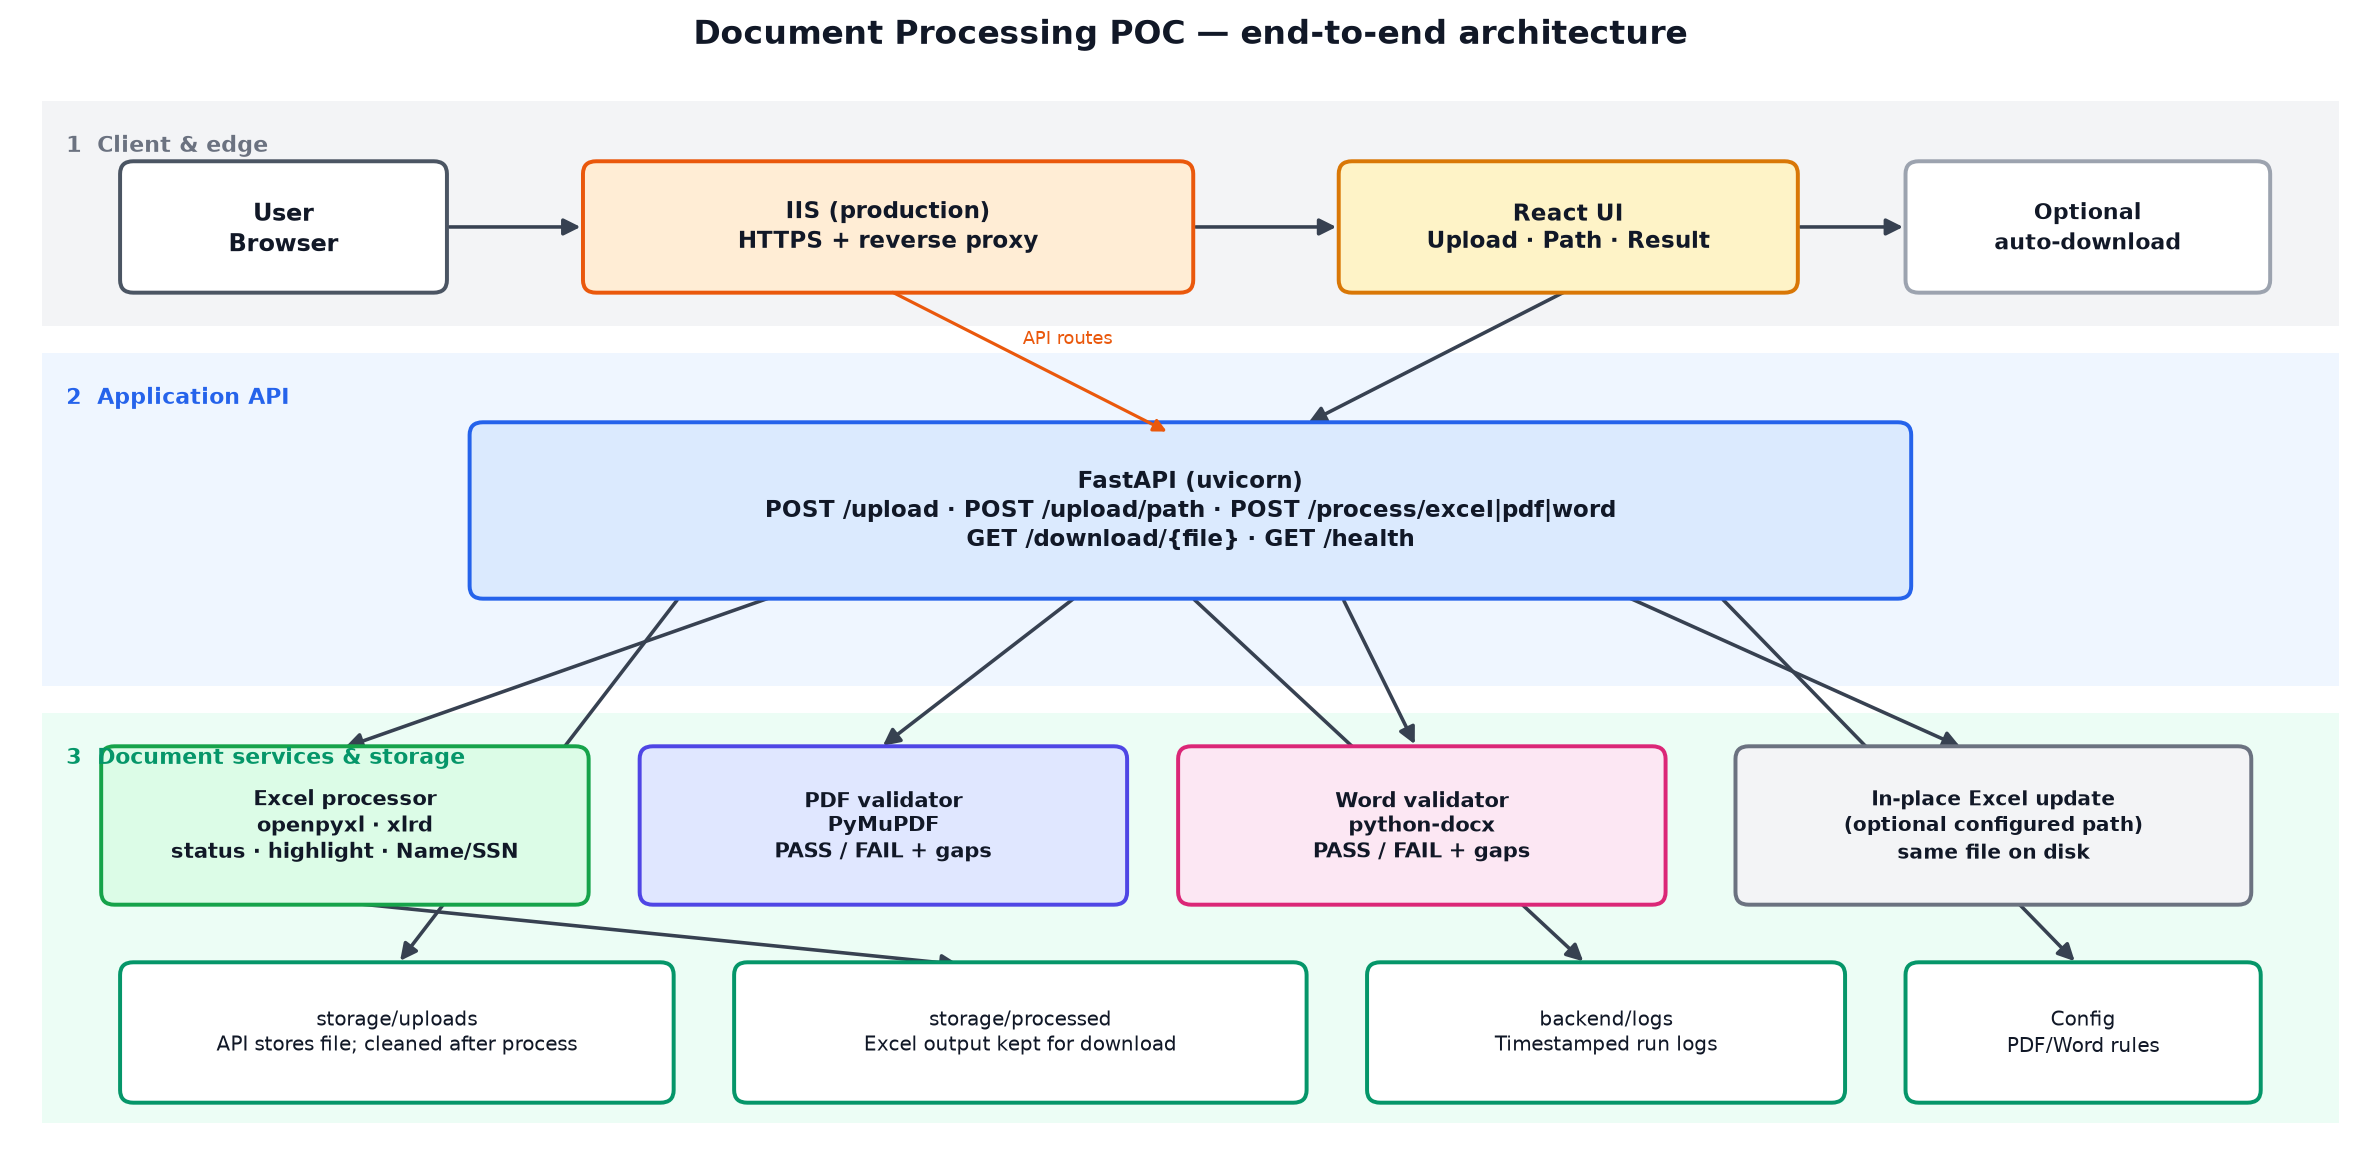 Document Processing POC — end-to-end architecture
1 Client & edge
User
Browser
IIS (production)
HTTPS + reverse proxy
React UI
Upload · Path · Result
Optional
auto-download
API routes
2 Application API
FastAPI (uvicorn)
POST /upload · POST /upload/path · POST /process/excel|pdf|word
GET /download/{file} · GET /health
3 Document services & storage
Excel processor
openpyxl · xlrd
status · highlight · Name/SSN
PDF validator
PyMuPDF
PASS / FAIL + gaps
Word validator
python-docx
PASS / FAIL + gaps
In-place Excel update
(optional configured path)
same file on disk
storage/uploads
API stores file; cleaned after process
storage/processed
Excel output kept for download
backend/logs
Timestamped run logs
Config
PDF/Word rules